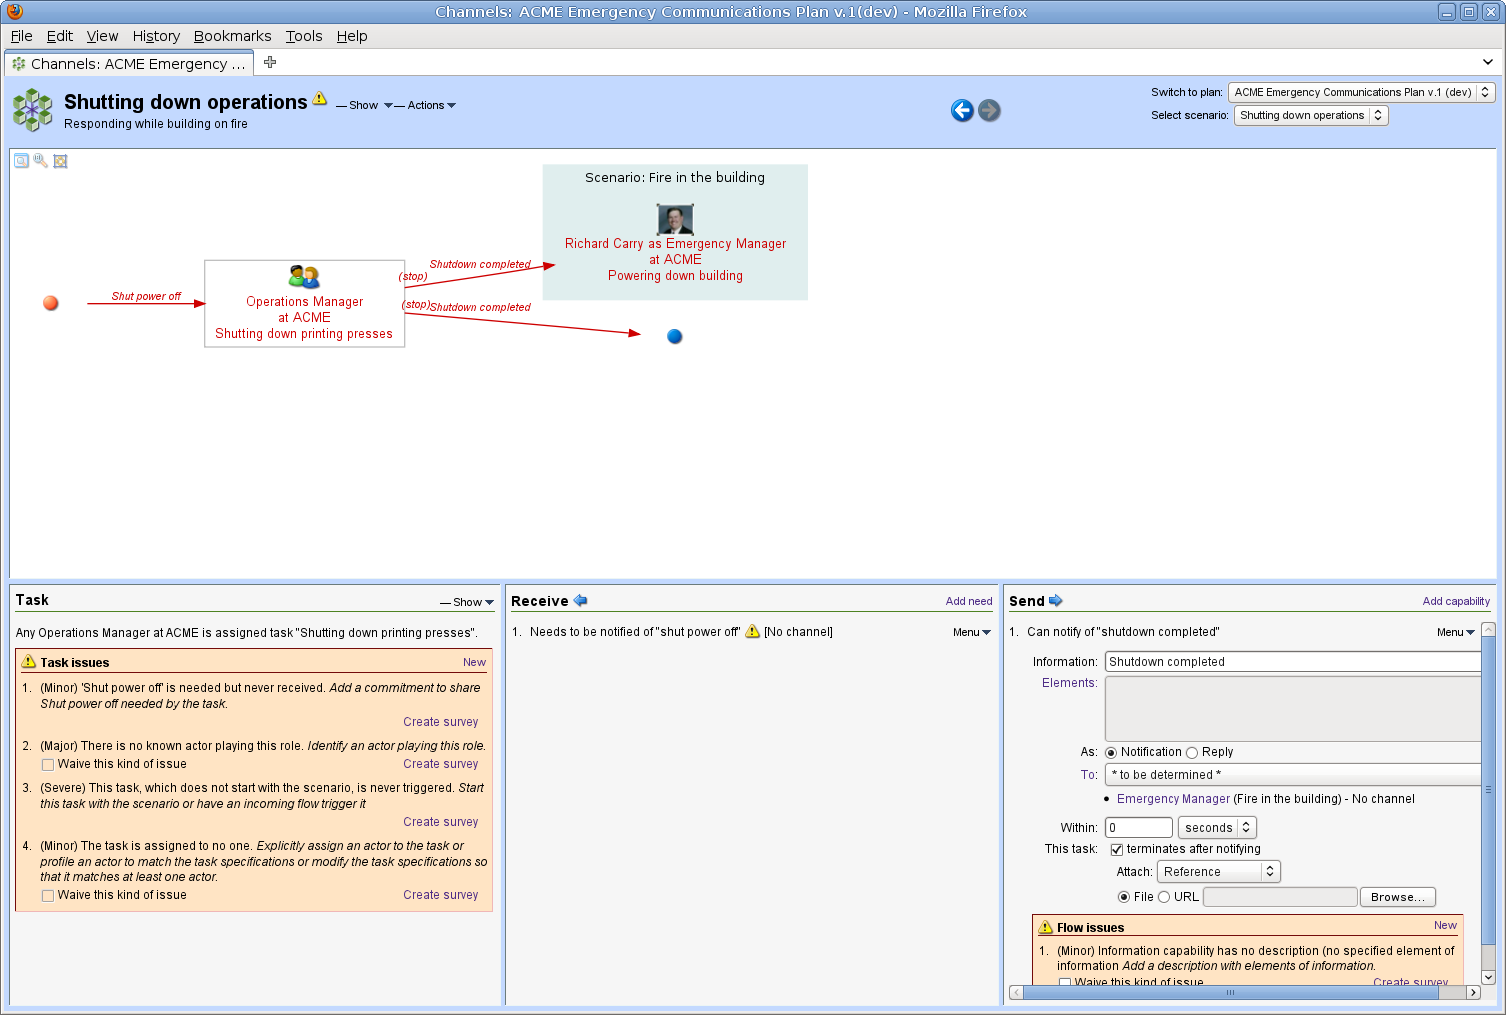 Channels: ACME Emergency Communications Plan v.1(dev) - Mozilla Firefox
File Edit View History Bookmarks Tools Help
Channels: ACME Emergency ...
Shutting down operations
— Show
— Actions
Responding while building on fire
Switch to plan: ACME Emergency Communications Plan v.1 (dev)
Select scenario: Shutting down operations
Scenario: Fire in the building
Richard Carry as Emergency Manager
at ACME
Powering down building
Shut power off
Operations Manager
at ACME
Shutting down printing presses
(stop) Shutdown completed
(stop) Shutdown completed
Task
— Show
Any Operations Manager at ACME is assigned task "Shutting down printing presses".
Task issues New
1. (Minor) 'Shut power off' is needed but never received. Add a commitment to share
Shut power off needed by the task.
Create survey
2. (Major) There is no known actor playing this role. Identify an actor playing this role.
Waive this kind of issue Create survey
3. (Severe) This task, which does not start with the scenario, is never triggered. Start
this task with the scenario or have an incoming flow trigger it
Create survey
4. (Minor) The task is assigned to no one. Explicitly assign an actor to the task or
profile an actor to match the task specifications or modify the task specifications so
that it matches at least one actor.
Waive this kind of issue Create survey
Receive Add need
1. Needs to be notified of "shut power off" [No channel] Menu
Send Add capability
1. Can notify of "shutdown completed" Menu
Information: Shutdown completed
Elements:
As: Notification Reply
To: * to be determined *
• Emergency Manager (Fire in the building) - No channel
Within: 0 seconds
This task: terminates after notifying
Attach: Reference
File URL Browse...
Flow issues New
1. (Minor) Information capability has no description (no specified element of
information Add a description with elements of information.
Waive this kind of issue Create survey